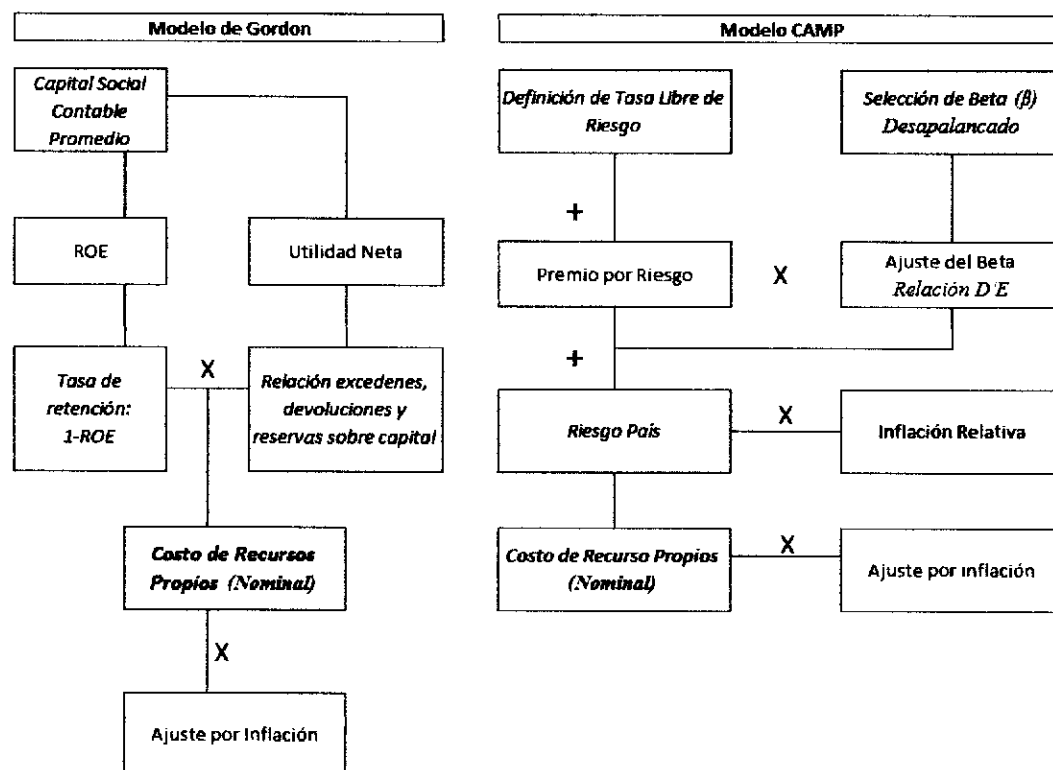 Modelo de Gordon
Capital Social
Contable
Promedio
ROE
Utilidad Neta
Tasa de
retención:
1-ROE
X
Relación excedenes,
devoluciones y
reservas sobre capital
Costo de Recursos
Propios (Nominal)
X
Ajuste por Inflación
Modelo CAMP
Definición de Tasa Libre de
Riesgo
Selección de Beta (β)
Desapalancado
+
Premio por Riesgo
X
Ajuste del Beta
Relación D'E
+
Riesgo País
X
Inflación Relativa
Costo de Recurso Propios
(Nominal)
X
Ajuste por inflación